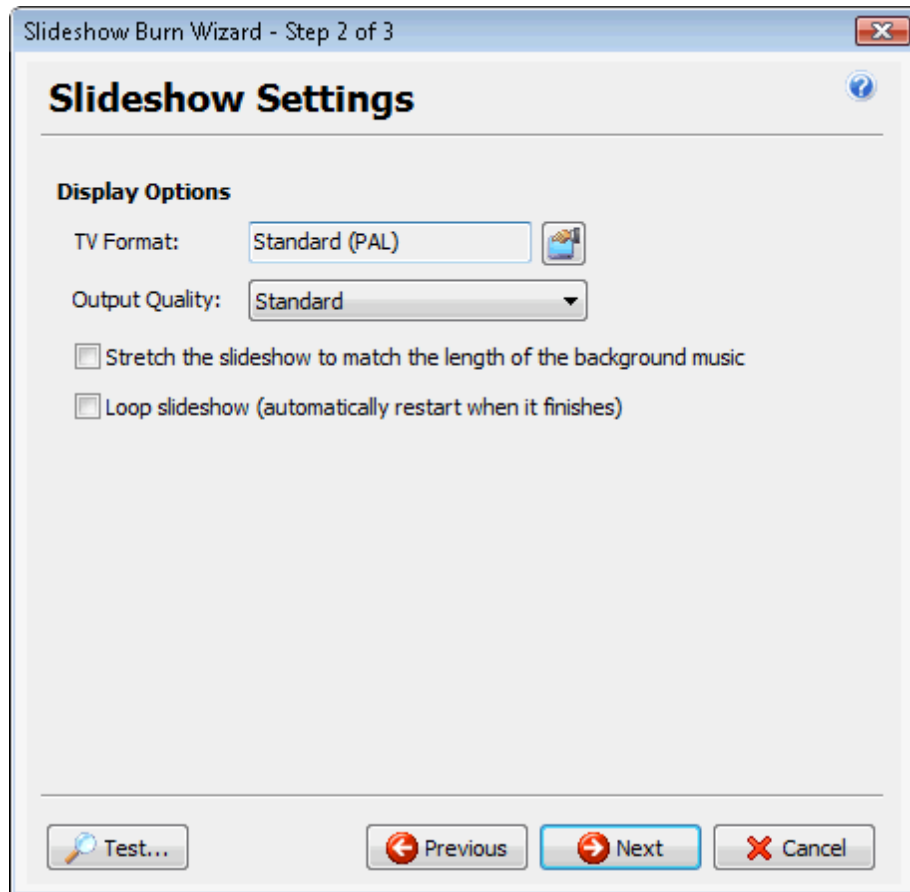 Slideshow Burn Wizard - Step 2 of 3
Slideshow Settings
Display Options
TV Format: Standard (PAL)
Output Quality: Standard
Stretch the slideshow to match the length of the background music
Loop slideshow (automatically restart when it finishes)
Test... Previous Next Cancel